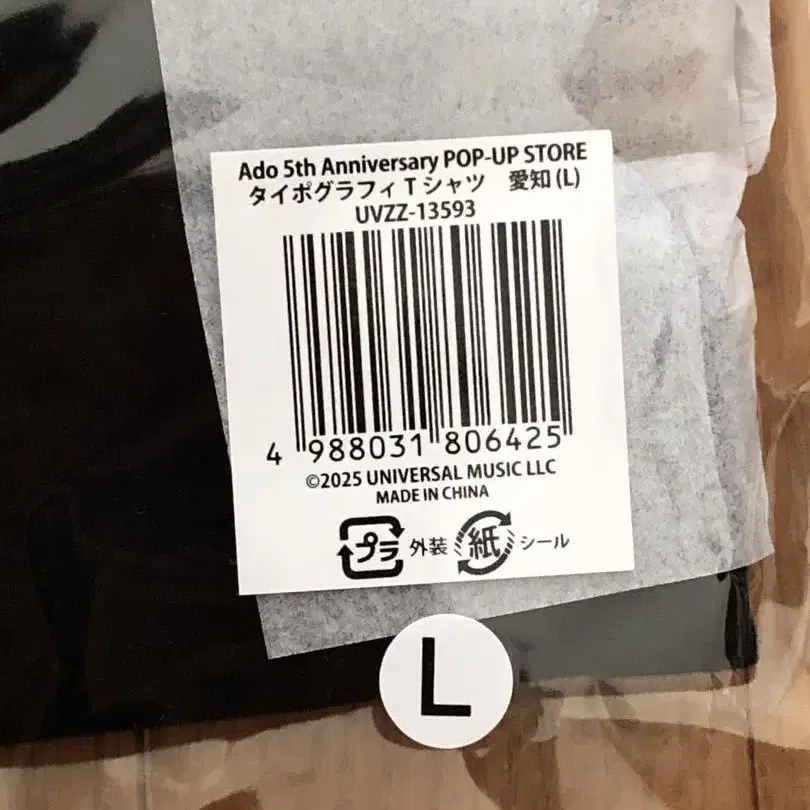 Ado 5th Anniversary POP-UP STORE
タイポグラフィTシャツ 愛知(L)
UVZZ-13593
4 988031 806425
©2025 UNIVERSAL MUSIC LLC
MADE IN CHINA
プラ 外装 紙 シール
L